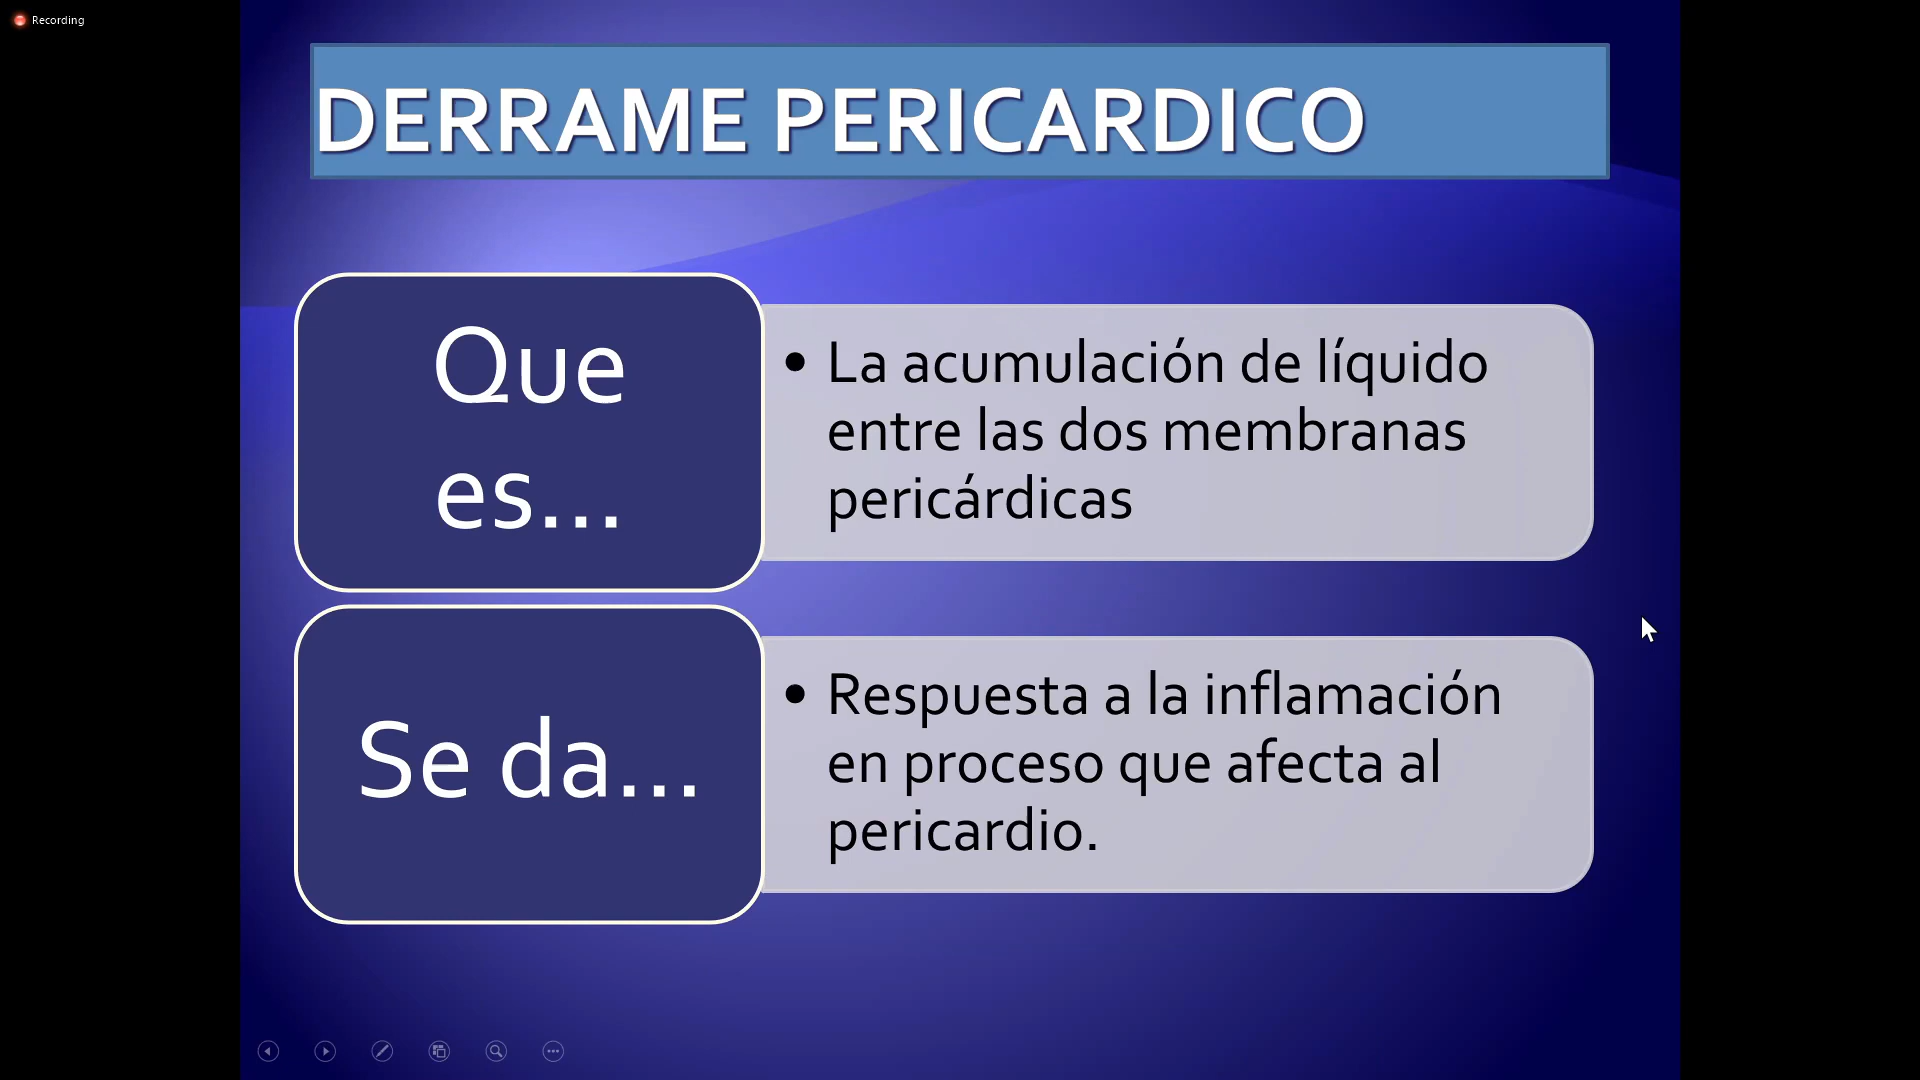 Recording
DERRAME PERICARDICO
Que
es...
• La acumulación de líquido
entre las dos membranas
pericárdicas
Se da...
• Respuesta a la inflamación
en proceso que afecta al
pericardio.